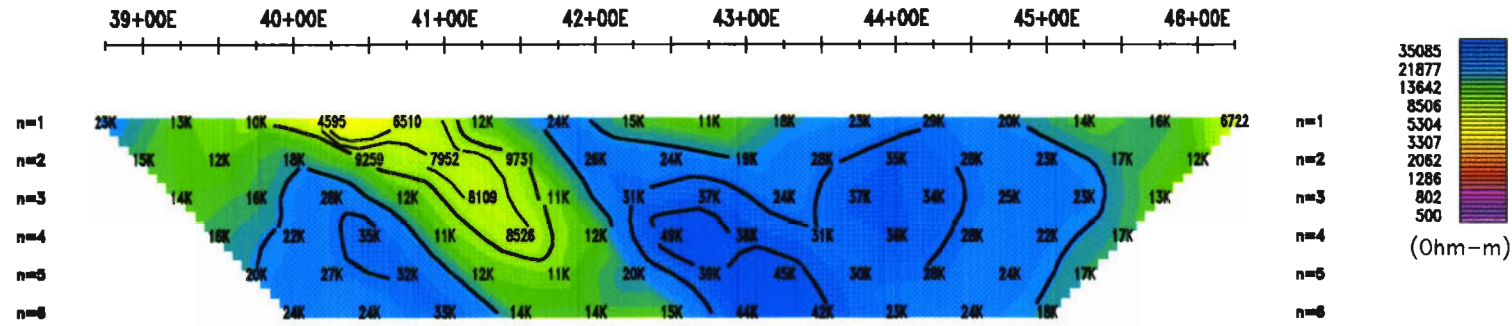 39+00E 40+00E 41+00E 42+00E 43+00E 44+00E 45+00E 46+00E
35085
21877
13642
8506
5304
3307
2062
1286
802
500
(Ohm-m)
n=1 23K 13K 10K 4595 6510 12K 24K 15K 11K 18K 23K 29K 20K 14K 16K 6722 n=1
n=2 15K 12K 18K 9259 7952 9731 26K 24K 19K 28K 35K 28K 23K 17K 12K n=2
n=3 14K 16K 28K 12K 8109 11K 31K 37K 24K 37K 34K 25K 23K 13K n=3
n=4 16K 22K 35K 11K 8526 12K 49K 38K 31K 36K 28K 22K 17K n=4
n=5 20K 27K 32K 12K 11K 20K 39K 45K 30K 28K 24K 17K n=5
n=6 24K 24K 33K 14K 14K 15K 44K 42K 23K 24K 18K n=6